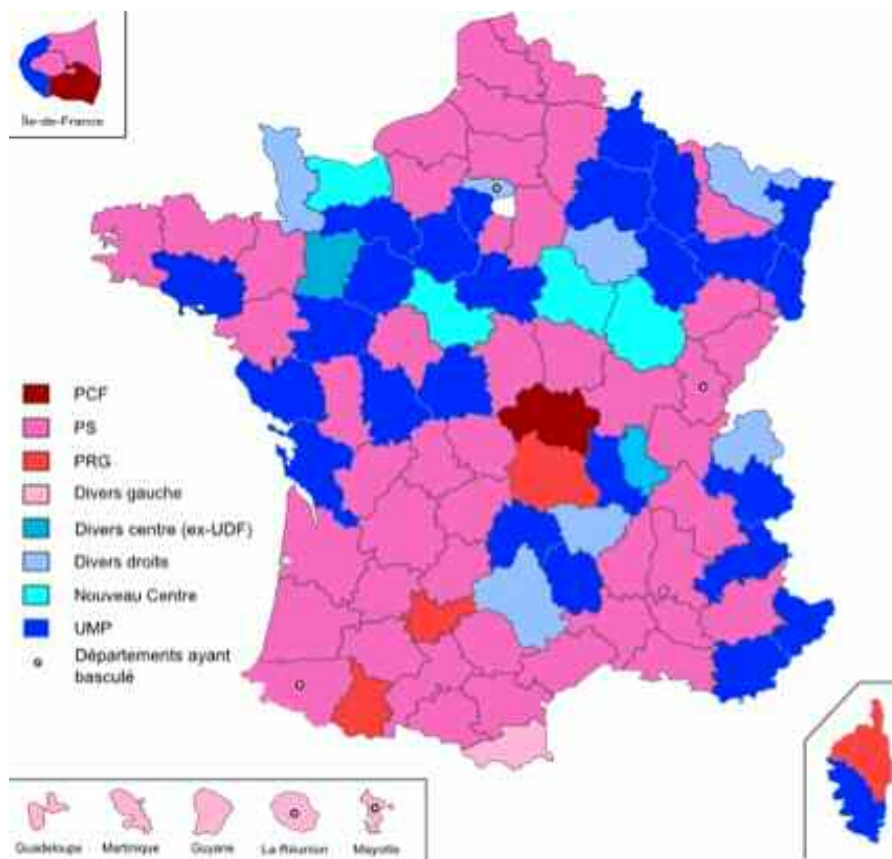 Île-de-France
PCF
PS
PRG
Divers gauche
Divers centre (ex-UDF)
Divers droite
Nouveau Centre
UMP
Départements ayant
basculé
Guadeloupe
Martinique
Guyane
La Réunion
Mayotte